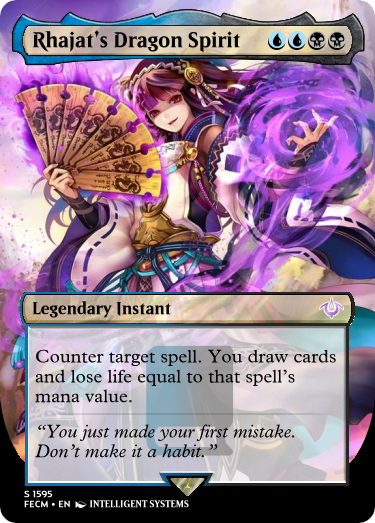 Rhajat's Dragon Spirit
Legendary Instant
Counter target spell. You draw cards
and lose life equal to that spell's
mana value.
“You just made your first mistake.
Don't make it a habit.”
S 1595
FECM • EN INTELLIGENT SYSTEMS